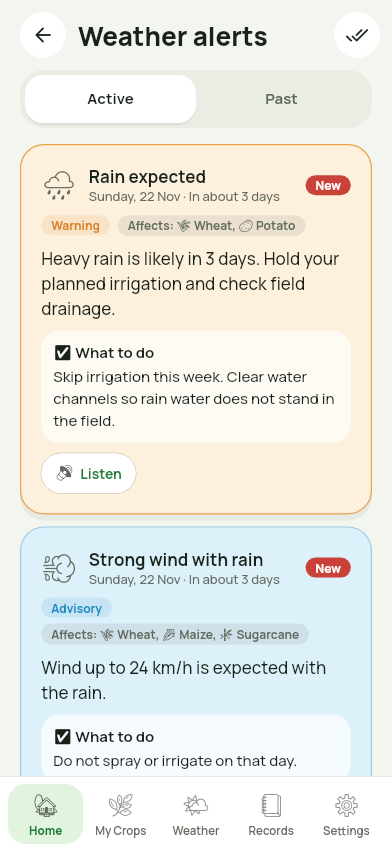 Weather alerts
Active
Past
Rain expected
Sunday, 22 Nov · In about 3 days
New
Warning
Affects: Wheat, Potato
Heavy rain is likely in 3 days. Hold your
planned irrigation and check field
drainage.
What to do
Skip irrigation this week. Clear water
channels so rain water does not stand in
the field.
Listen
Strong wind with rain
Sunday, 22 Nov · In about 3 days
New
Advisory
Affects: Wheat, Maize, Sugarcane
Wind up to 24 km/h is expected with
the rain.
What to do
Do not spray or irrigate on that day.
Home
My Crops
Weather
Records
Settings